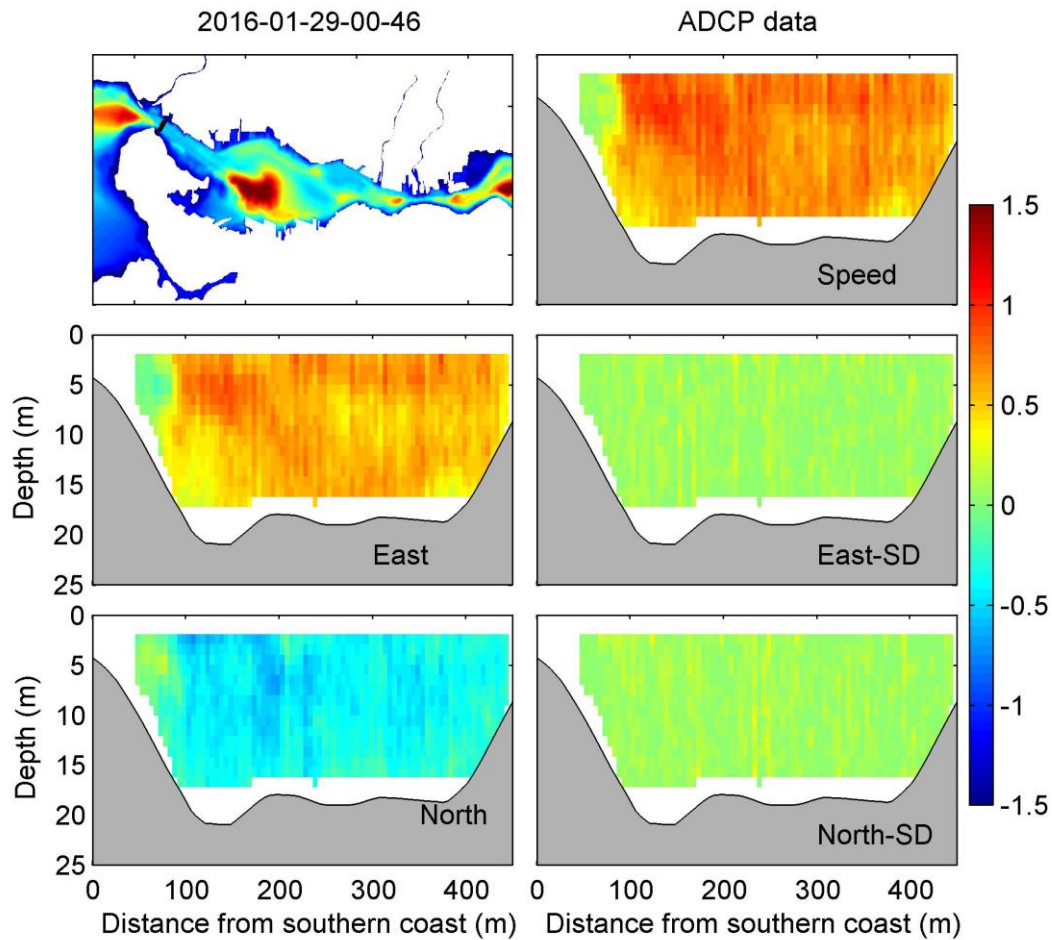 2016-01-29-00-46
ADCP data
Speed
1.5
1
0.5
0
-0.5
-1
-1.5
0
5
10
15
20
25
Depth (m)
East
East-SD
0
5
10
15
20
25
Depth (m)
North
North-SD
0 100 200 300 400
0 100 200 300 400
Distance from southern coast (m)
Distance from southern coast (m)